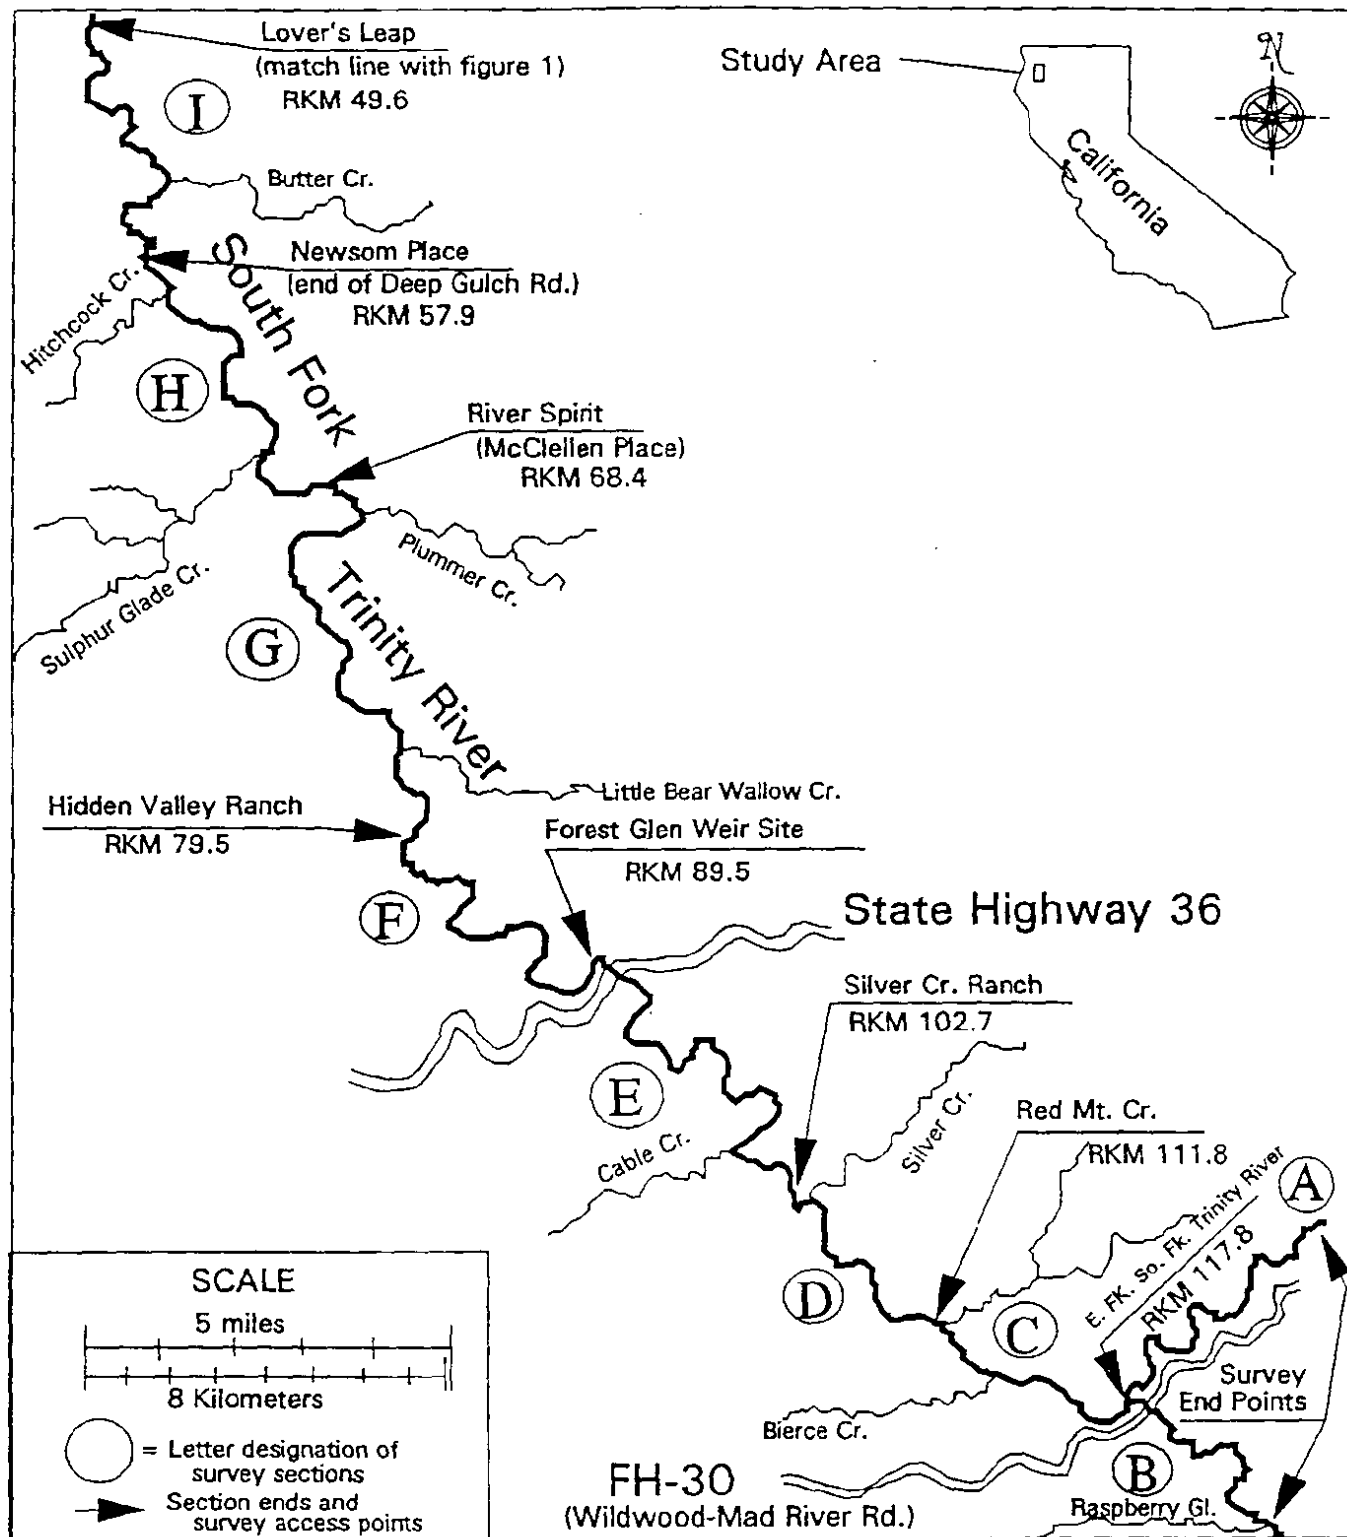 Lover's Leap
(match line with figure 1)
RKM 49.6
Study Area
N
California
I
Butter Cr.
Newsom Place
(end of Deep Gulch Rd.)
RKM 57.9
Hitchcock Cr.
South Fork
H
River Spirit
(McClellen Place)
RKM 68.4
Plummer Cr.
Sulphur Glade Cr.
G
Trinity River
Little Bear Wallow Cr.
Hidden Valley Ranch
RKM 79.5
Forest Glen Weir Site
RKM 89.5
F
State Highway 36
Silver Cr. Ranch
RKM 102.7
E
Cable Cr.
Silver Cr.
Red Mt. Cr.
RKM 111.8
A
E. FK. So. Fk. Trinity River
RKM 117.8
D
C
Survey
End Points
Bierce Cr.
B
FH-30
(Wildwood-Mad River Rd.)
Raspberry Gl.
SCALE
5 miles
8 Kilometers
= Letter designation of
survey sections
Section ends and
survey access points